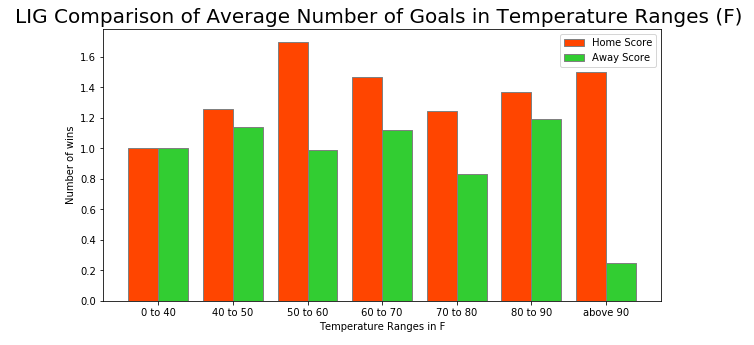 LIG Comparison of Average Number of Goals in Temperature Ranges (F)
Home Score
Away Score
Number of wins
1.6
1.4
1.2
1.0
0.8
0.6
0.4
0.2
0.0
0 to 40
40 to 50
50 to 60
60 to 70
70 to 80
80 to 90
above 90
Temperature Ranges in F